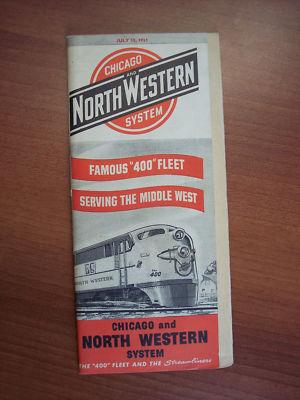 JULY 15, 1951
CHICAGO
AND
NORTH WESTERN
SYSTEM
FAMOUS "400" FLEET
SERVING THE MIDDLE WEST
400
NORTH WESTERN
CHICAGO and
NORTH WESTERN
SYSTEM
THE "400" FLEET AND THE Streamliners